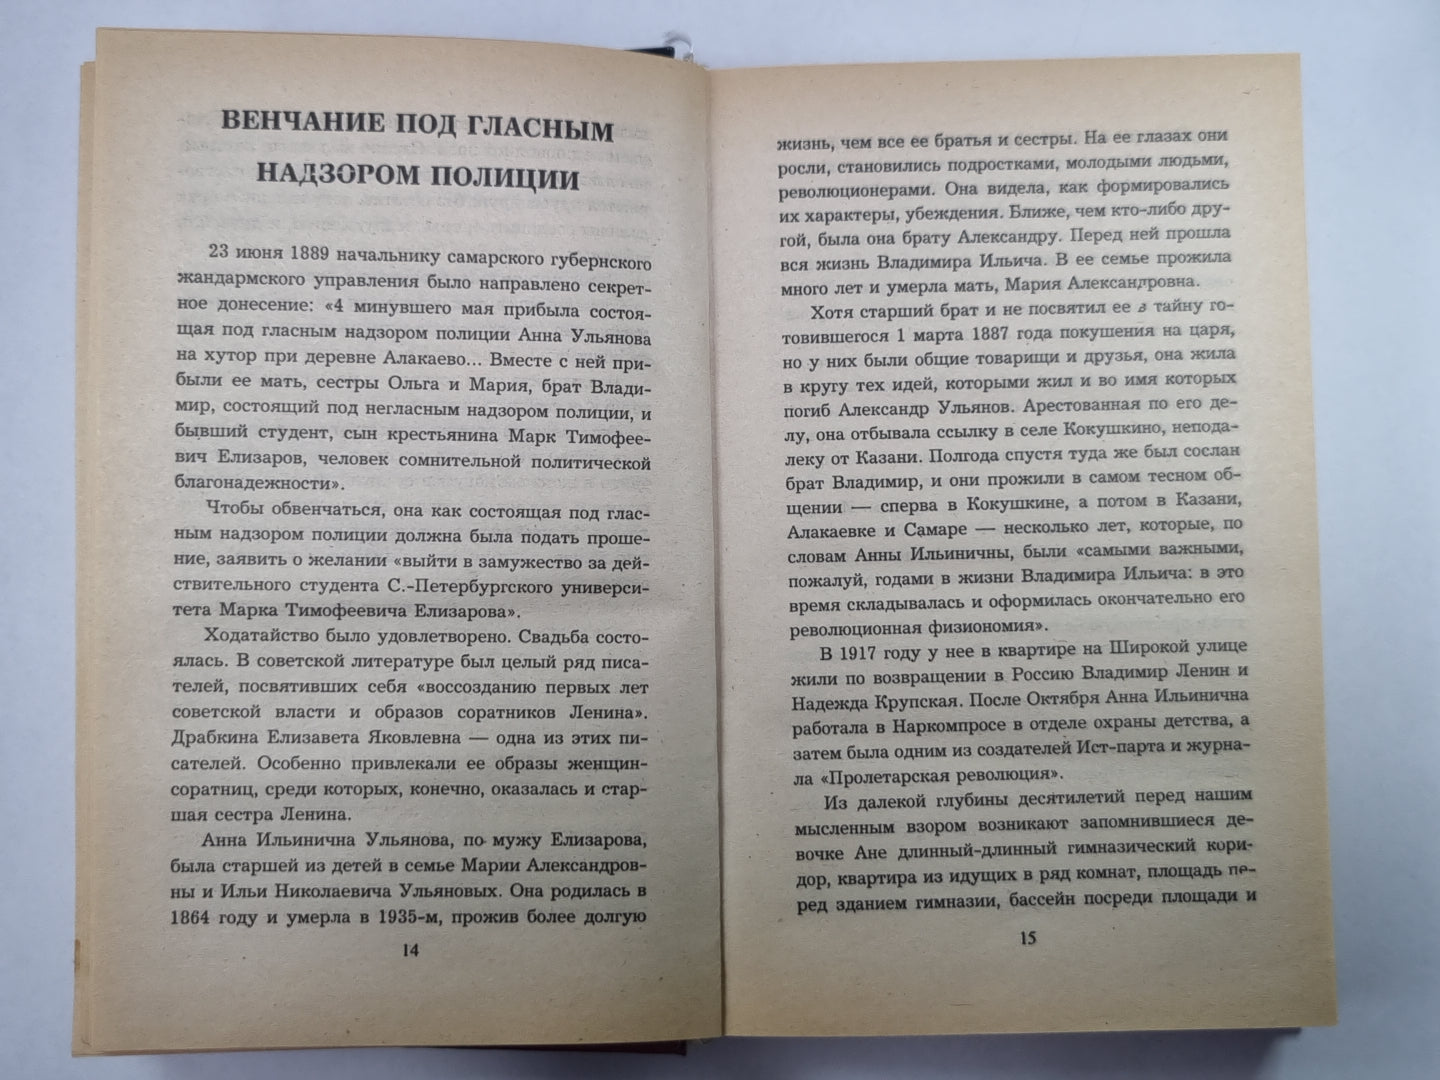 ВЕНЧАНИЕ ПОД ГЛАСНЫМ
НАДЗОРОМ ПОЛИЦИИ
23 июня 1889 начальнику самарского губернского
жандармского управления было направлено секрет-
ное донесение: «4 минувшего мая прибыла состоя-
щая под гласным надзором полиции Анна Ульянова
на хутор при деревне Алакаево... Вместе с ней при-
были ее мать, сестры Ольга и Мария, брат Влади-
мир, состоящий под негласным надзором полиции, и
бывший студент, сын крестьянина Марк Тимофее-
вич Елизаров, человек сомнительной политической
благонадежности».
Чтобы обвенчаться, она как состоящая под глас-
ным надзором полиции должна была подать проше-
ние, заявить о желании «выйти в замужество за дей-
ствительного студента С.-Петербургского универси-
тета Марка Тимофеевича Елизарова».
Ходатайство было удовлетворено. Свадьба состо-
ялась. В советской литературе был целый ряд писа-
телей, посвятивших себя «воссозданию первых лет
советской власти и образов соратников Ленина».
Драбкина Елизавета Яковлевна — одна из этих пи-
сателей. Особенно привлекали ее образы женщин-
соратниц, среди которых, конечно, оказалась и стар-
шая сестра Ленина.
Анна Ильинична Ульянова, по мужу Елизарова,
была старшей из детей в семье Марии Александров-
ны и Ильи Николаевича Ульяновых. Она родилась в
1864 году и умерла в 1935-м, прожив более долгую
14
жизнь, чем все ее братья и сестры. На ее глазах они
росли, становились подростками, молодыми людьми,
революционерами. Она видела, как формировались
их характеры, убеждения. Ближе, чем кто-либо дру-
гой, была она брату Александру. Перед ней прошла
вся жизнь Владимира Ильича. В ее семье прожила
много лет и умерла мать, Мария Александровна.
Хотя старший брат и не посвятил ее в тайну го-
товившегося 1 марта 1887 года покушения на царя,
но у них были общие товарищи и друзья, она жила
в кругу тех идей, которыми жил и во имя которых
погиб Александр Ульянов. Арестованная по его де-
лу, она отбывала ссылку в селе Кокушкино, непода-
леку от Казани. Полгода спустя туда же был сослан
брат Владимир, и они прожили в самом тесном об-
щении — сперва в Кокушкине, а потом в Казани,
Алакаевке и Самаре — несколько лет, которые, по
словам Анны Ильиничны, были «самыми важными,
пожалуй, годами в жизни Владимира Ильича: в это
время складывалась и оформилась окончательно его
революционная физиономия».
В 1917 году у нее в квартире на Широкой улице
жили по возвращении в Россию Владимир Ленин и
Надежда Крупская. После Октября Анна Ильинична
работала в Наркомпросе в отделе охраны детства, а
затем была одним из создателей Ист-парта и журна-
ла «Пролетарская революция».
Из далекой глубины десятилетий перед нашим
мысленным взором возникают запомнившиеся де-
вочке Ане длинный-длинный гимназический кори-
дор, квартира из идущих в ряд комнат, площадь пе-
ред зданием гимназии, бассейн посреди площади и
15